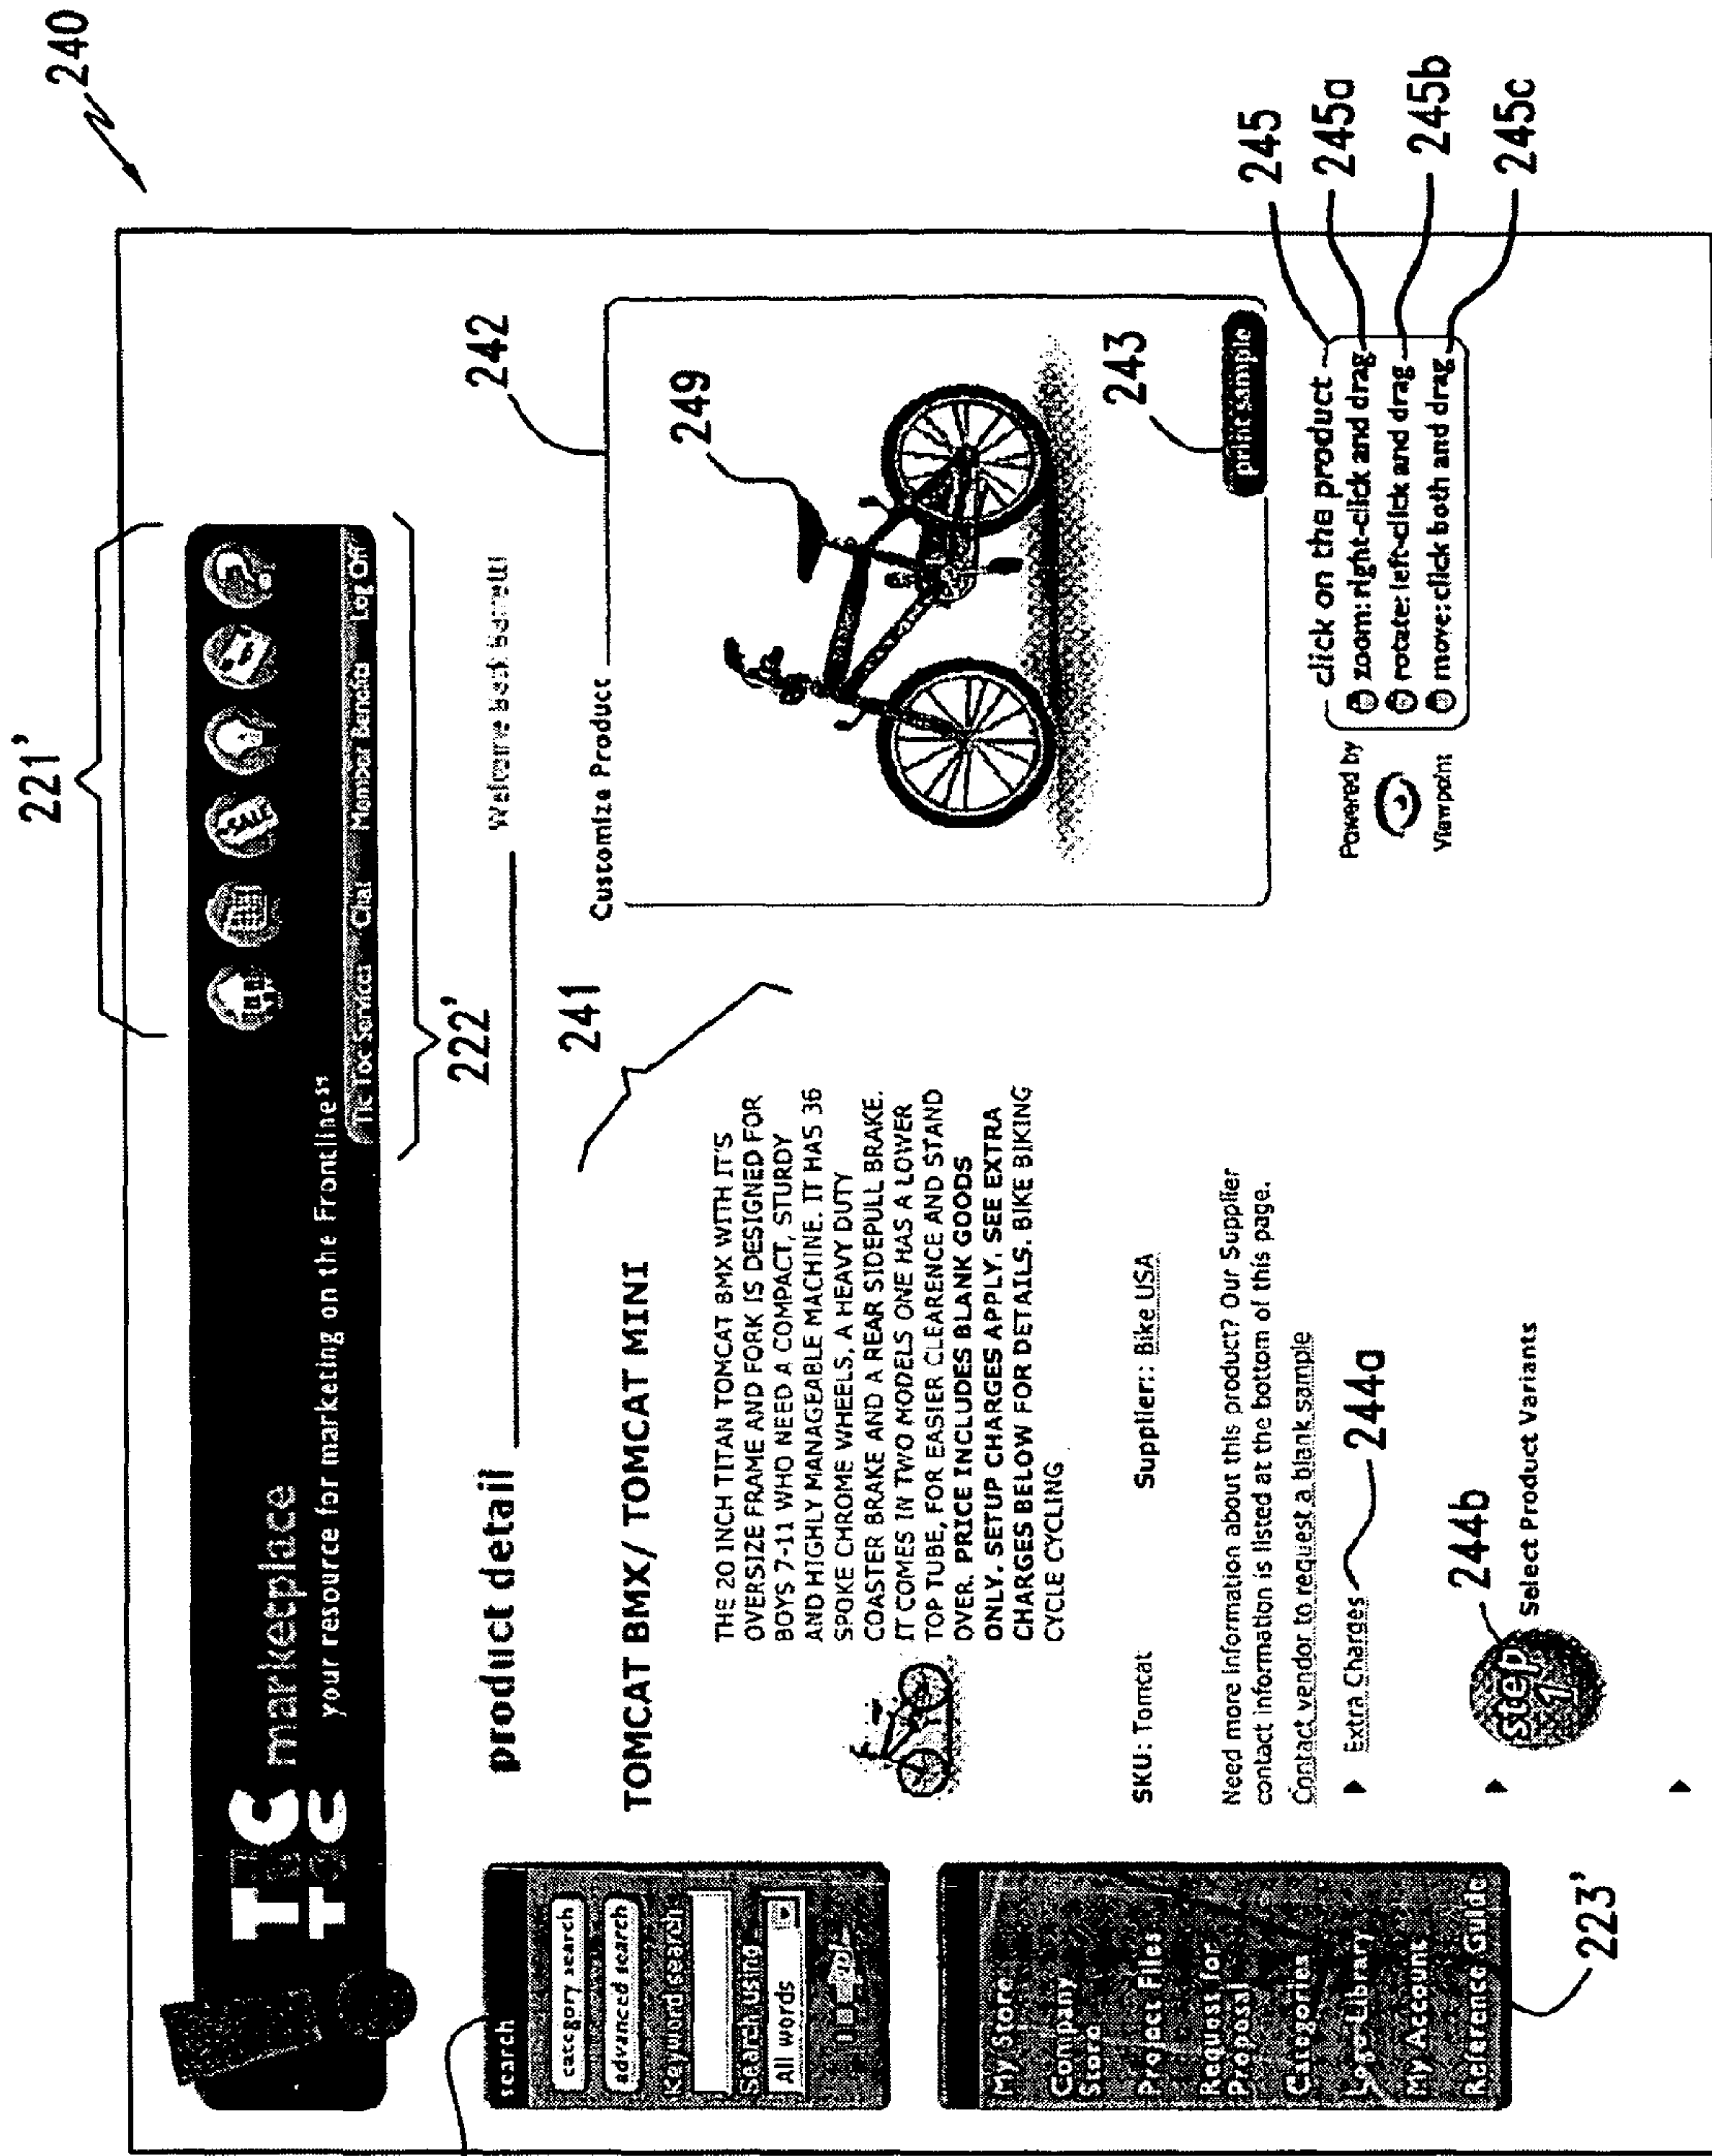 240
221'
TIC
TOC
marketplace
your resource for marketing on the Frontline
Tic Toc Services Chat Member Benefits Log Off
SALE
222'
product detail
Welcome
search
category search
advanced search
Keyword search
Search using
All words
go!
My Store
Company
Store
Project Files
Request for
Proposal
Categories
Logo Library
My Account
Reference Guide
223'
TOMCAT BMX/ TOMCAT MINI
241
THE 20 INCH TITAN TOMCAT BMX WITH IT'S
OVERSIZE FRAME AND FORK IS DESIGNED FOR
BOYS 7-11 WHO NEED A COMPACT, STURDY
AND HIGHLY MANAGEABLE MACHINE. IT HAS 36
SPOKE CHROME WHEELS, A HEAVY DUTY
COASTER BRAKE AND A REAR SIDEPULL BRAKE.
IT COMES IN TWO MODELS ONE HAS A LOWER
TOP TUBE, FOR EASIER CLEARENCE AND STAND
OVER. PRICE INCLUDES BLANK GOODS
ONLY. SETUP CHARGES APPLY. SEE EXTRA
CHARGES BELOW FOR DETAILS. BIKE BIKING
CYCLE CYCLING
SKU: Tomcat Supplier:: Bike USA
Need more information about this product? Our Supplier
contact information is listed at the bottom of this page.
Contact vendor to request a blank sample
Extra Charges 244a
244b
step
1
Select Product Variants
Customize Product
242
249
243
print sample
Powered by
Viewpoint
click on the product 245
zoom: right-click and drag 245a
rotate: left-click and drag 245b
move: click both and drag 245c